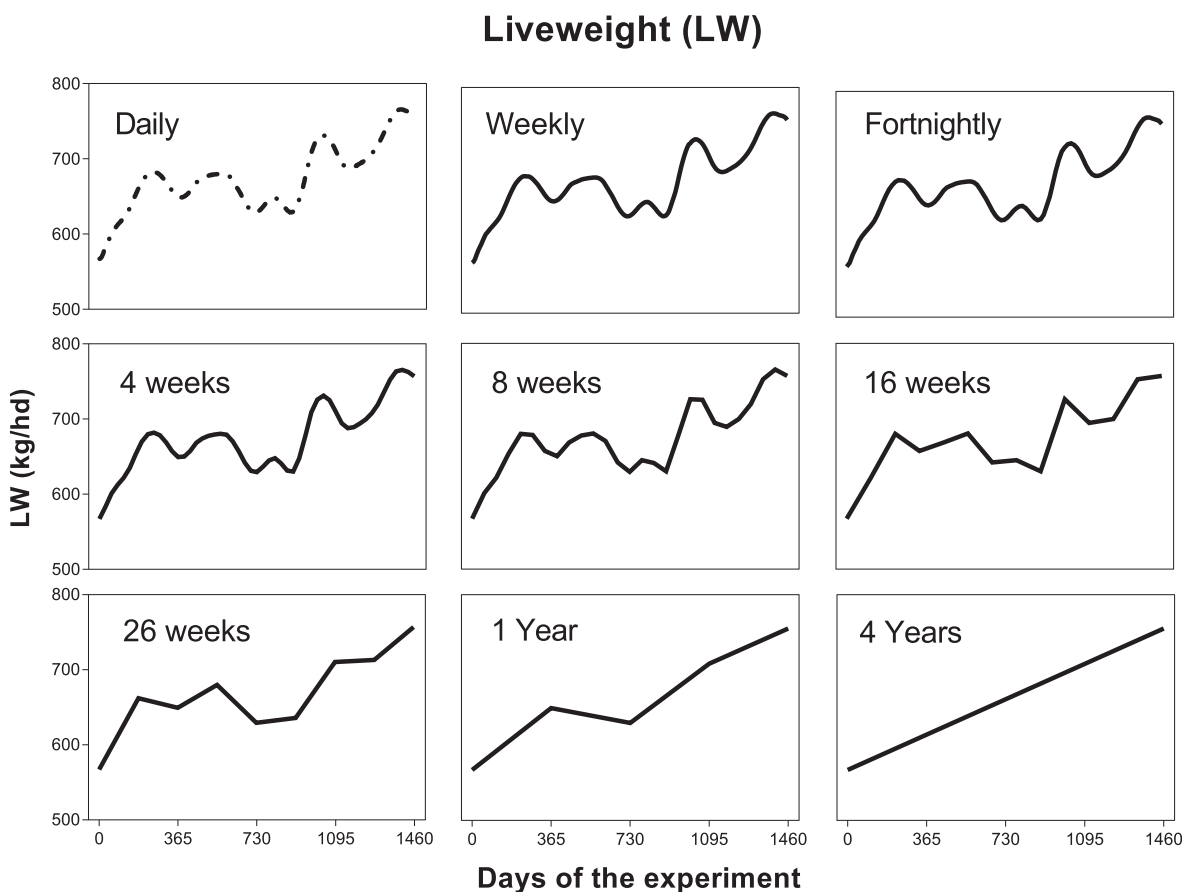 Liveweight (LW)
800
700
600
500
Daily
Weekly
Fortnightly
LW (kg/hd)
800
700
600
500
4 weeks
8 weeks
16 weeks
800
700
600
500
26 weeks
1 Year
4 Years
0 365 730 1095 1460
0 365 730 1095 1460
0 365 730 1095 1460
Days of the experiment